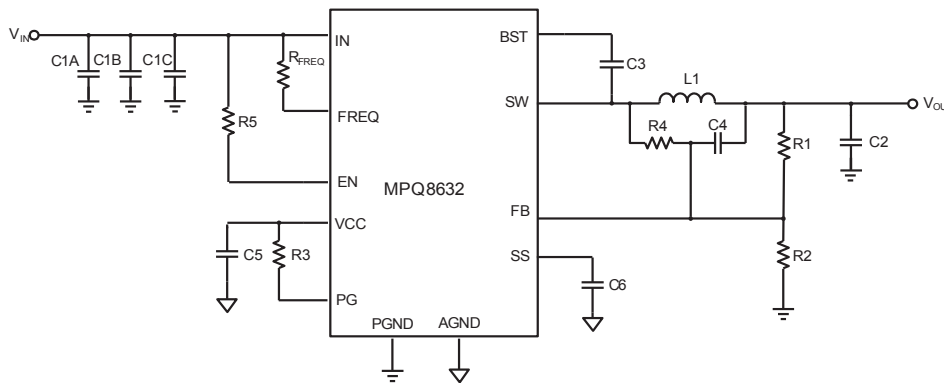 VIN
C1A
C1B
C1C
RFREQ
R5
IN
FREQ
EN
MPQ8632
VCC
C5
R3
PG
PGND
AGND
BST
C3
SW
L1
R4
C4
R1
C2
VOU
FB
R2
SS
C6